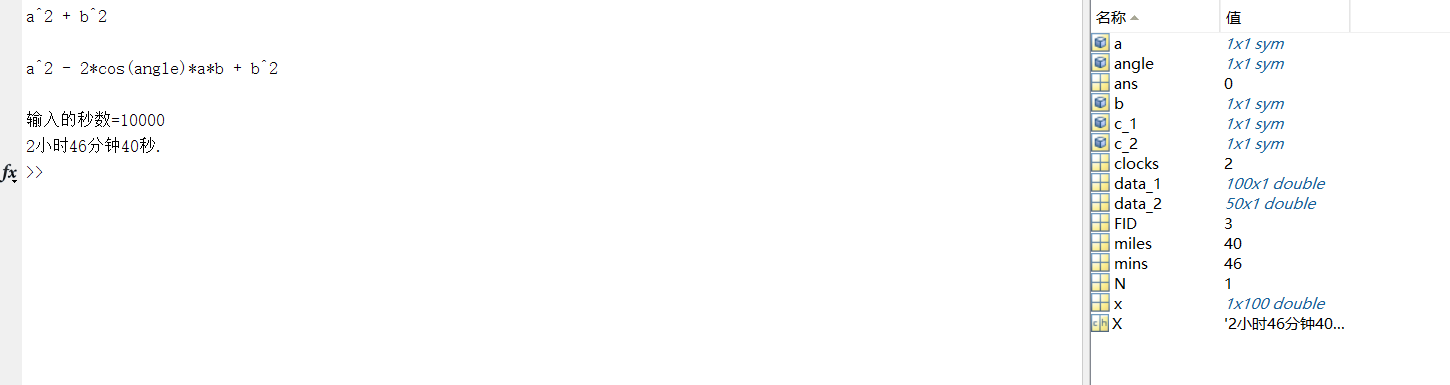 a^2 + b^2
a^2 - 2*cos(angle)*a*b + b^2
输入的秒数=10000
2小时46分钟40秒.
fx >>
名称 值
a 1x1 sym
angle 1x1 sym
ans 0
b 1x1 sym
c_1 1x1 sym
c_2 1x1 sym
clocks 2
data_1 100x1 double
data_2 50x1 double
FID 3
miles 40
mins 46
N 1
x 1x100 double
ch X '2小时46分钟40...